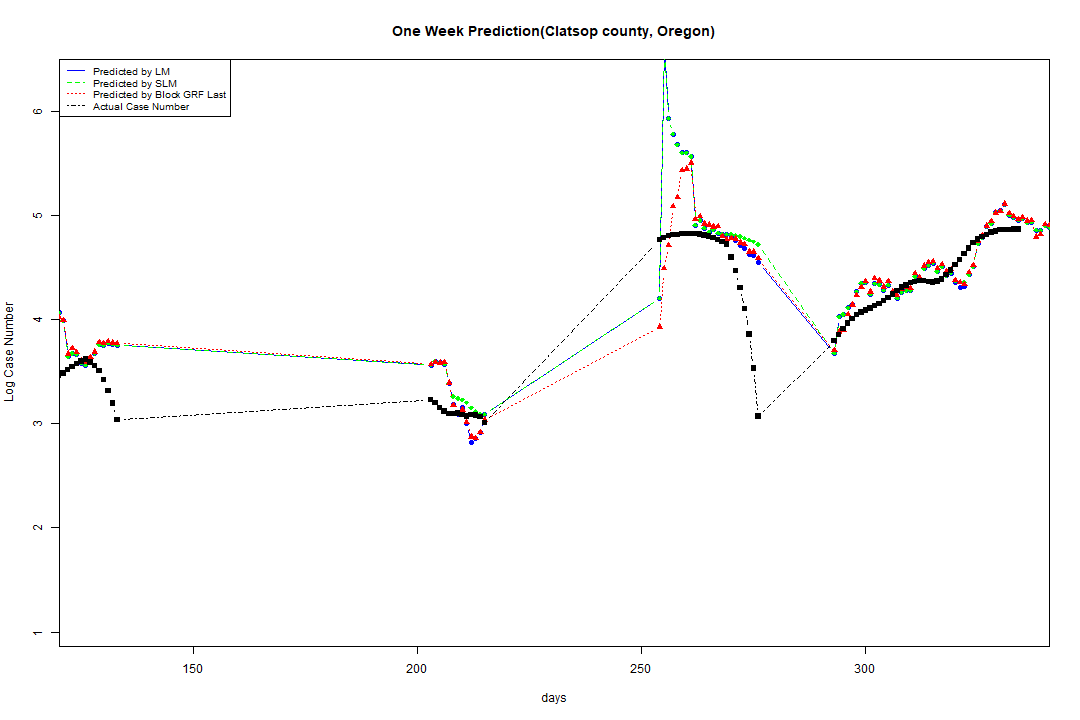 One Week Prediction(Clatsop county, Oregon)
Predicted by LM
Predicted by SLM
Predicted by Block GRF Last
Actual Case Number
6
5
4
3
2
1
Log Case Number
150 200 250 300
days